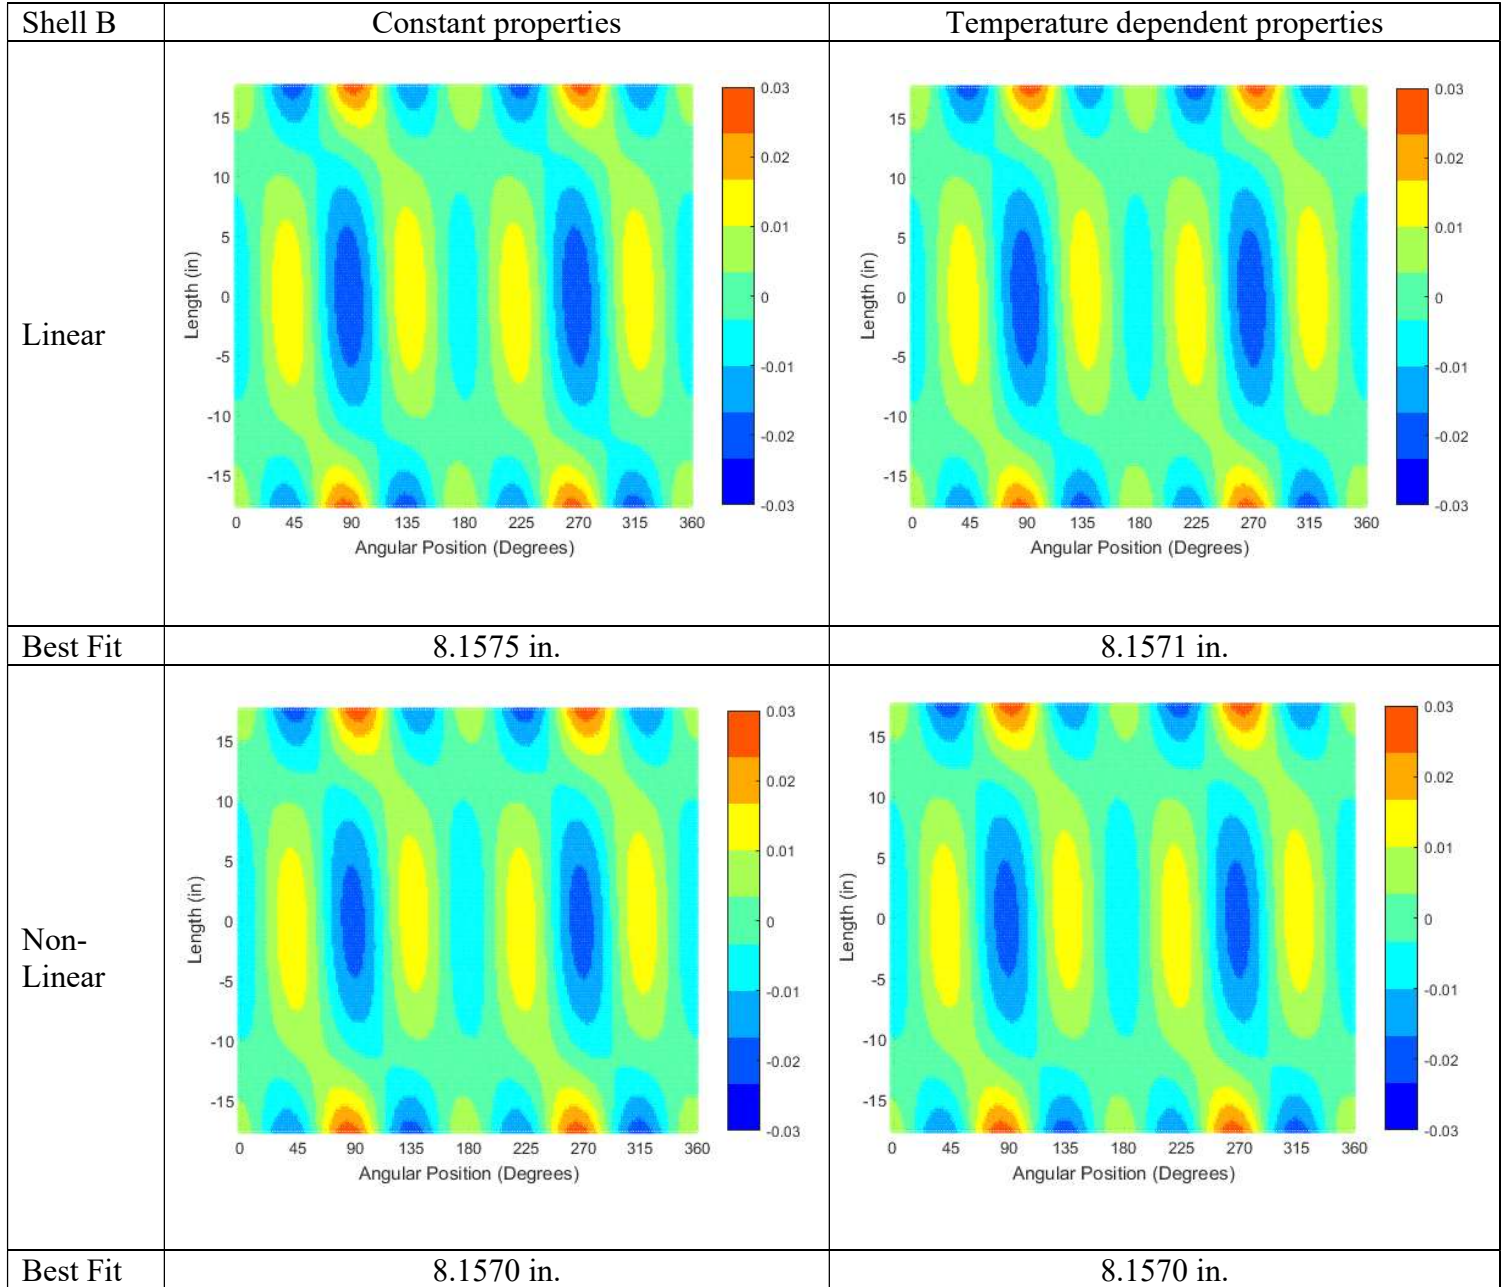 Shell B
Constant properties
Temperature dependent properties
Linear
Length (in)
15
10
5
0
-5
-10
-15
0 45 90 135 180 225 270 315 360
Angular Position (Degrees)
0.03
0.02
0.01
0
-0.01
-0.02
-0.03
Length (in)
15
10
5
0
-5
-10
-15
0 45 90 135 180 225 270 315 360
Angular Position (Degrees)
0.03
0.02
0.01
0
-0.01
-0.02
-0.03
Best Fit
8.1575 in.
8.1571 in.
Non-
Linear
Length (in)
15
10
5
0
-5
-10
-15
0 45 90 135 180 225 270 315 360
Angular Position (Degrees)
0.03
0.02
0.01
0
-0.01
-0.02
-0.03
Length (in)
15
10
5
0
-5
-10
-15
0 45 90 135 180 225 270 315 360
Angular Position (Degrees)
0.03
0.02
0.01
0
-0.01
-0.02
-0.03
Best Fit
8.1570 in.
8.1570 in.